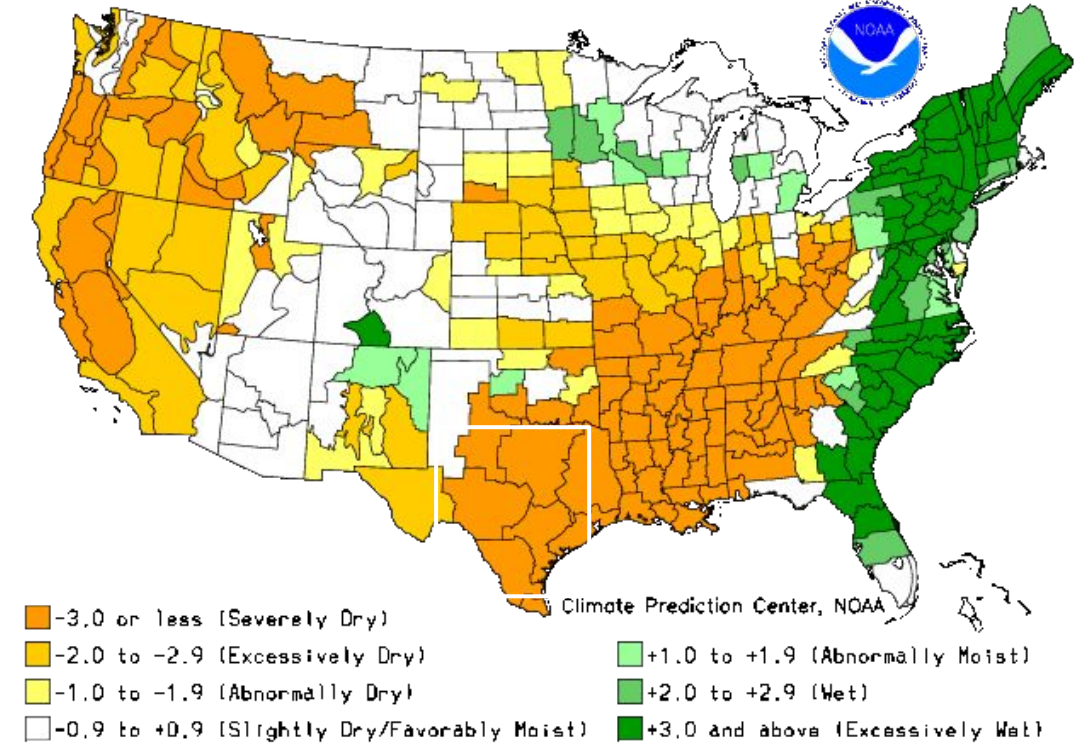 NOAA
Climate Prediction Center, NOAA
-3.0 or less (Severely Dry)
-2.0 to -2.9 (Excessively Dry)
-1.0 to -1.9 (Abnormally Dry)
-0.9 to +0.9 (Slightly Dry/Favorably Moist)
+1.0 to +1.9 (Abnormally Moist)
+2.0 to +2.9 (Wet)
+3.0 and above (Excessively Wet)